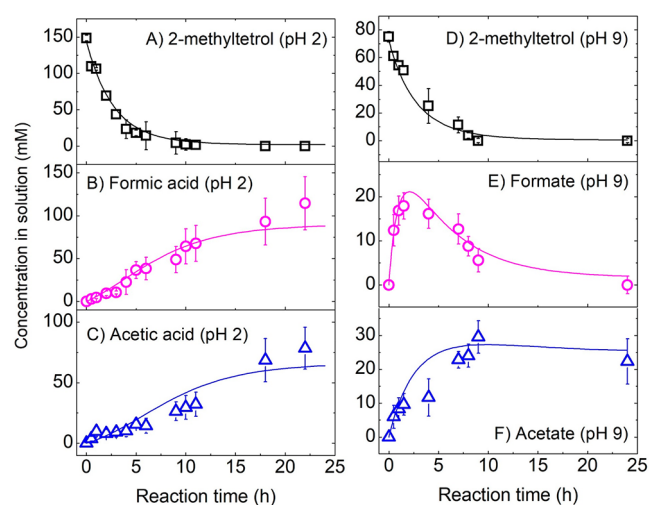 Concentration in solution (mM)
A) 2-methyltetrol (pH 2)
150
100
50
0
B) Formic acid (pH 2)
150
100
50
0
C) Acetic acid (pH 2)
100
50
0
0 5 10 15 20 25
Reaction time (h)
D) 2-methyltetrol (pH 9)
80
60
40
20
0
E) Formate (pH 9)
30
20
10
0
F) Acetate (pH 9)
30
20
10
0
0 5 10 15 20 25
Reaction time (h)